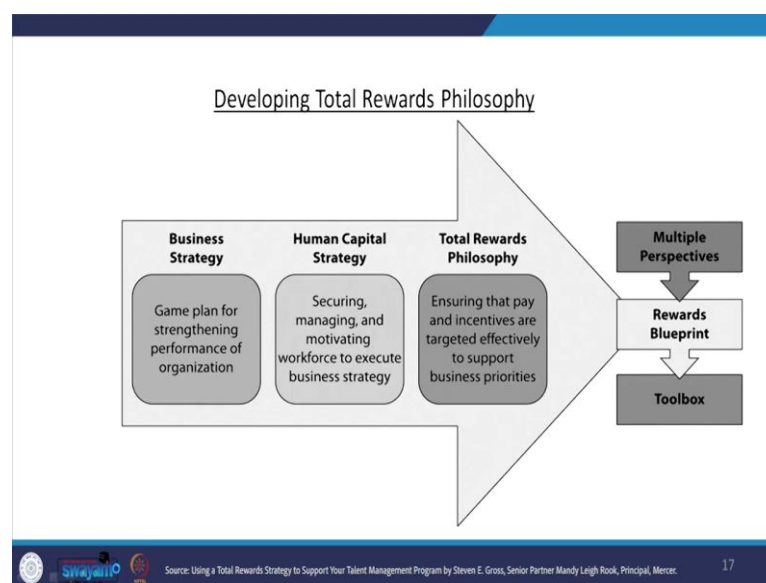 Developing Total Rewards Philosophy
Business
Strategy
Game plan for
strengthening
performance of
organization
Human Capital
Strategy
Securing,
managing, and
motivating
workforce to execute
business strategy
Total Rewards
Philosophy
Ensuring that pay
and incentives are
targeted effectively
to support
business priorities
Multiple
Perspectives
Rewards
Blueprint
Toolbox
swayam
Source: Using a Total Rewards Strategy to Support Your Talent Management Program by Steven E. Gross, Senior Partner Mandy Leigh Rook, Principal, Mercer.
17